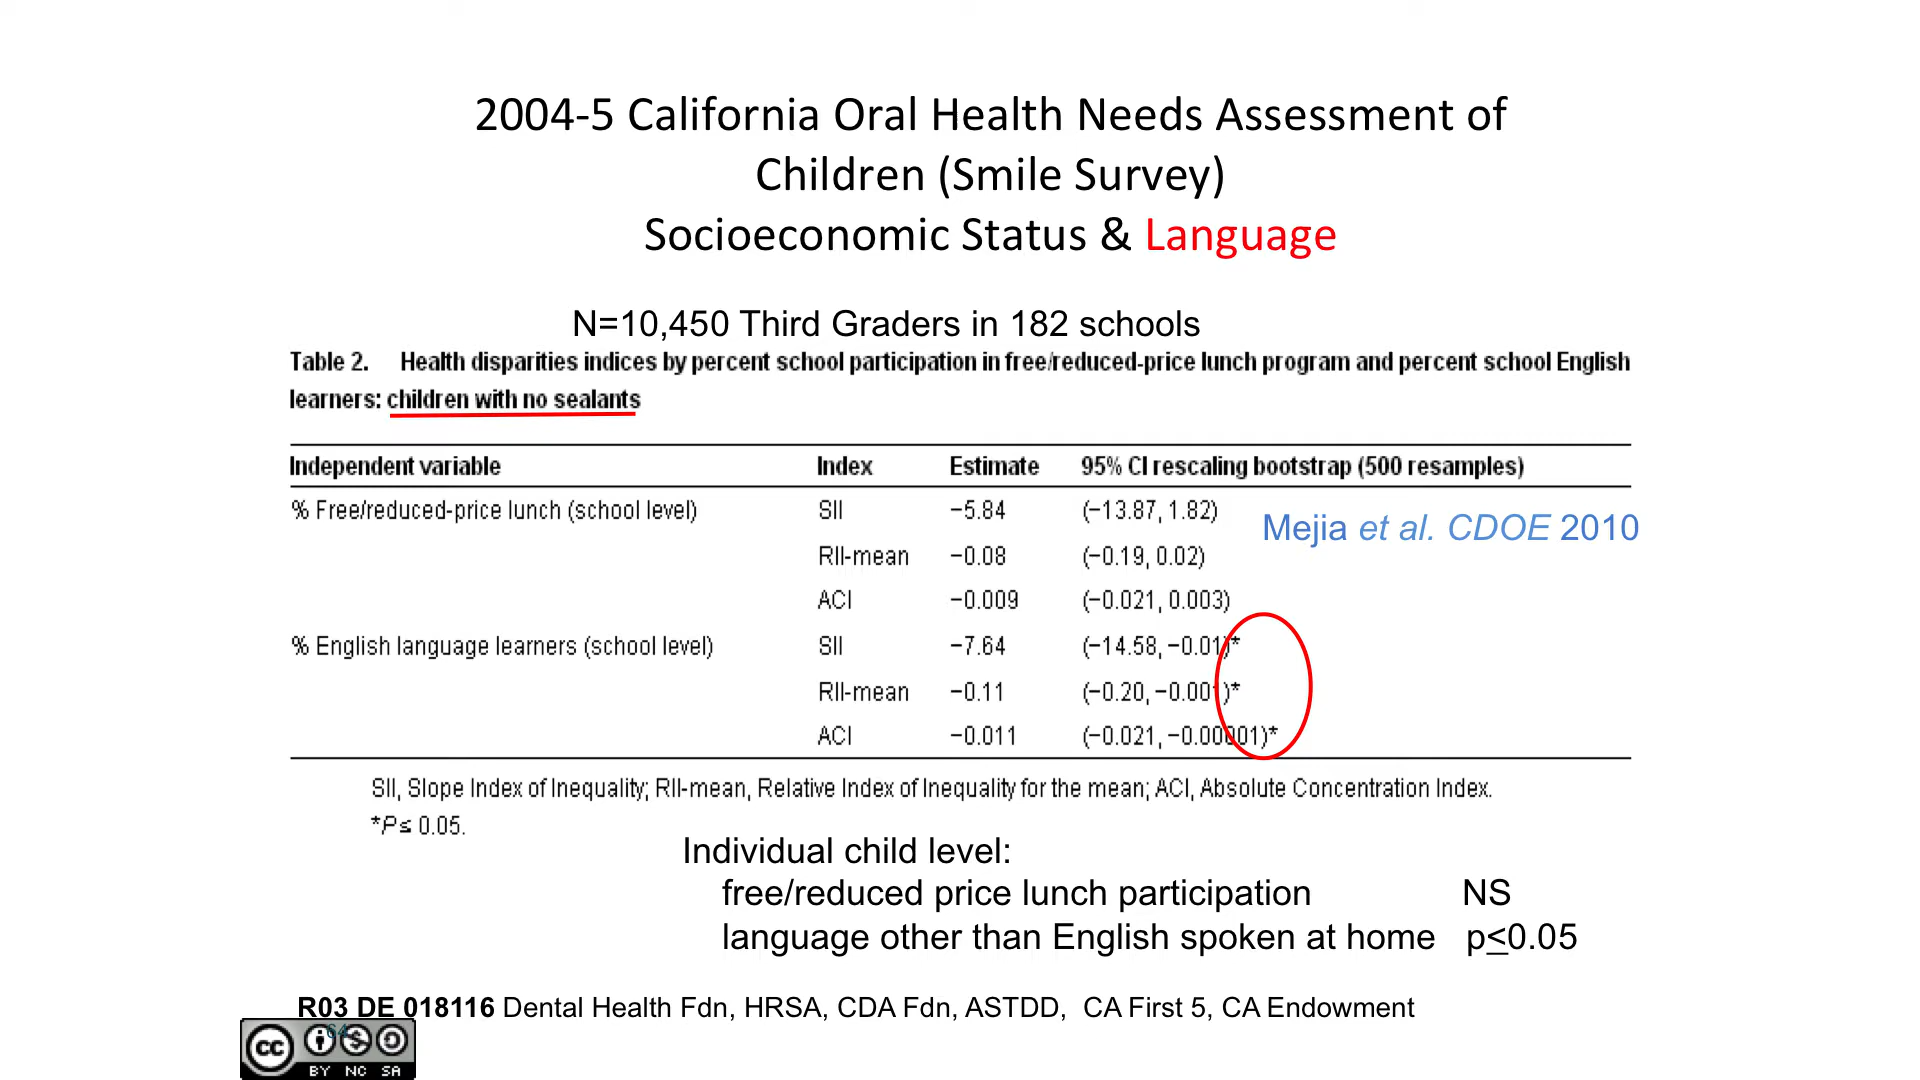 2004-5 California Oral Health Needs Assessment of
Children (Smile Survey)
Socioeconomic Status & Language
N=10,450 Third Graders in 182 schools
Table 2. Health disparities indices by percent school participation in free/reduced-price lunch program and percent school English
learners: children with no sealants
Independent variable Index Estimate 95% CI rescaling bootstrap (500 resamples)
% Free/reduced-price lunch (school level) SII −5.84 (−13.87, 1.82)
Mejia et al. CDOE 2010
RII-mean −0.08 (−0.19, 0.02)
ACI −0.009 (−0.021, 0.003)
% English language learners (school level) SII −7.64 (−14.58, −0.01)*
RII-mean −0.11 (−0.20, −0.001)*
ACI −0.011 (−0.021, −0.00001)*
SII, Slope Index of Inequality; RII-mean, Relative Index of Inequality for the mean; ACI, Absolute Concentration Index.
*P≤ 0.05.
Individual child level:
free/reduced price lunch participation NS
language other than English spoken at home p≤0.05
R03 DE 018116 Dental Health Fdn, HRSA, CDA Fdn, ASTDD, CA First 5, CA Endowment
64
cc
BY NC SA